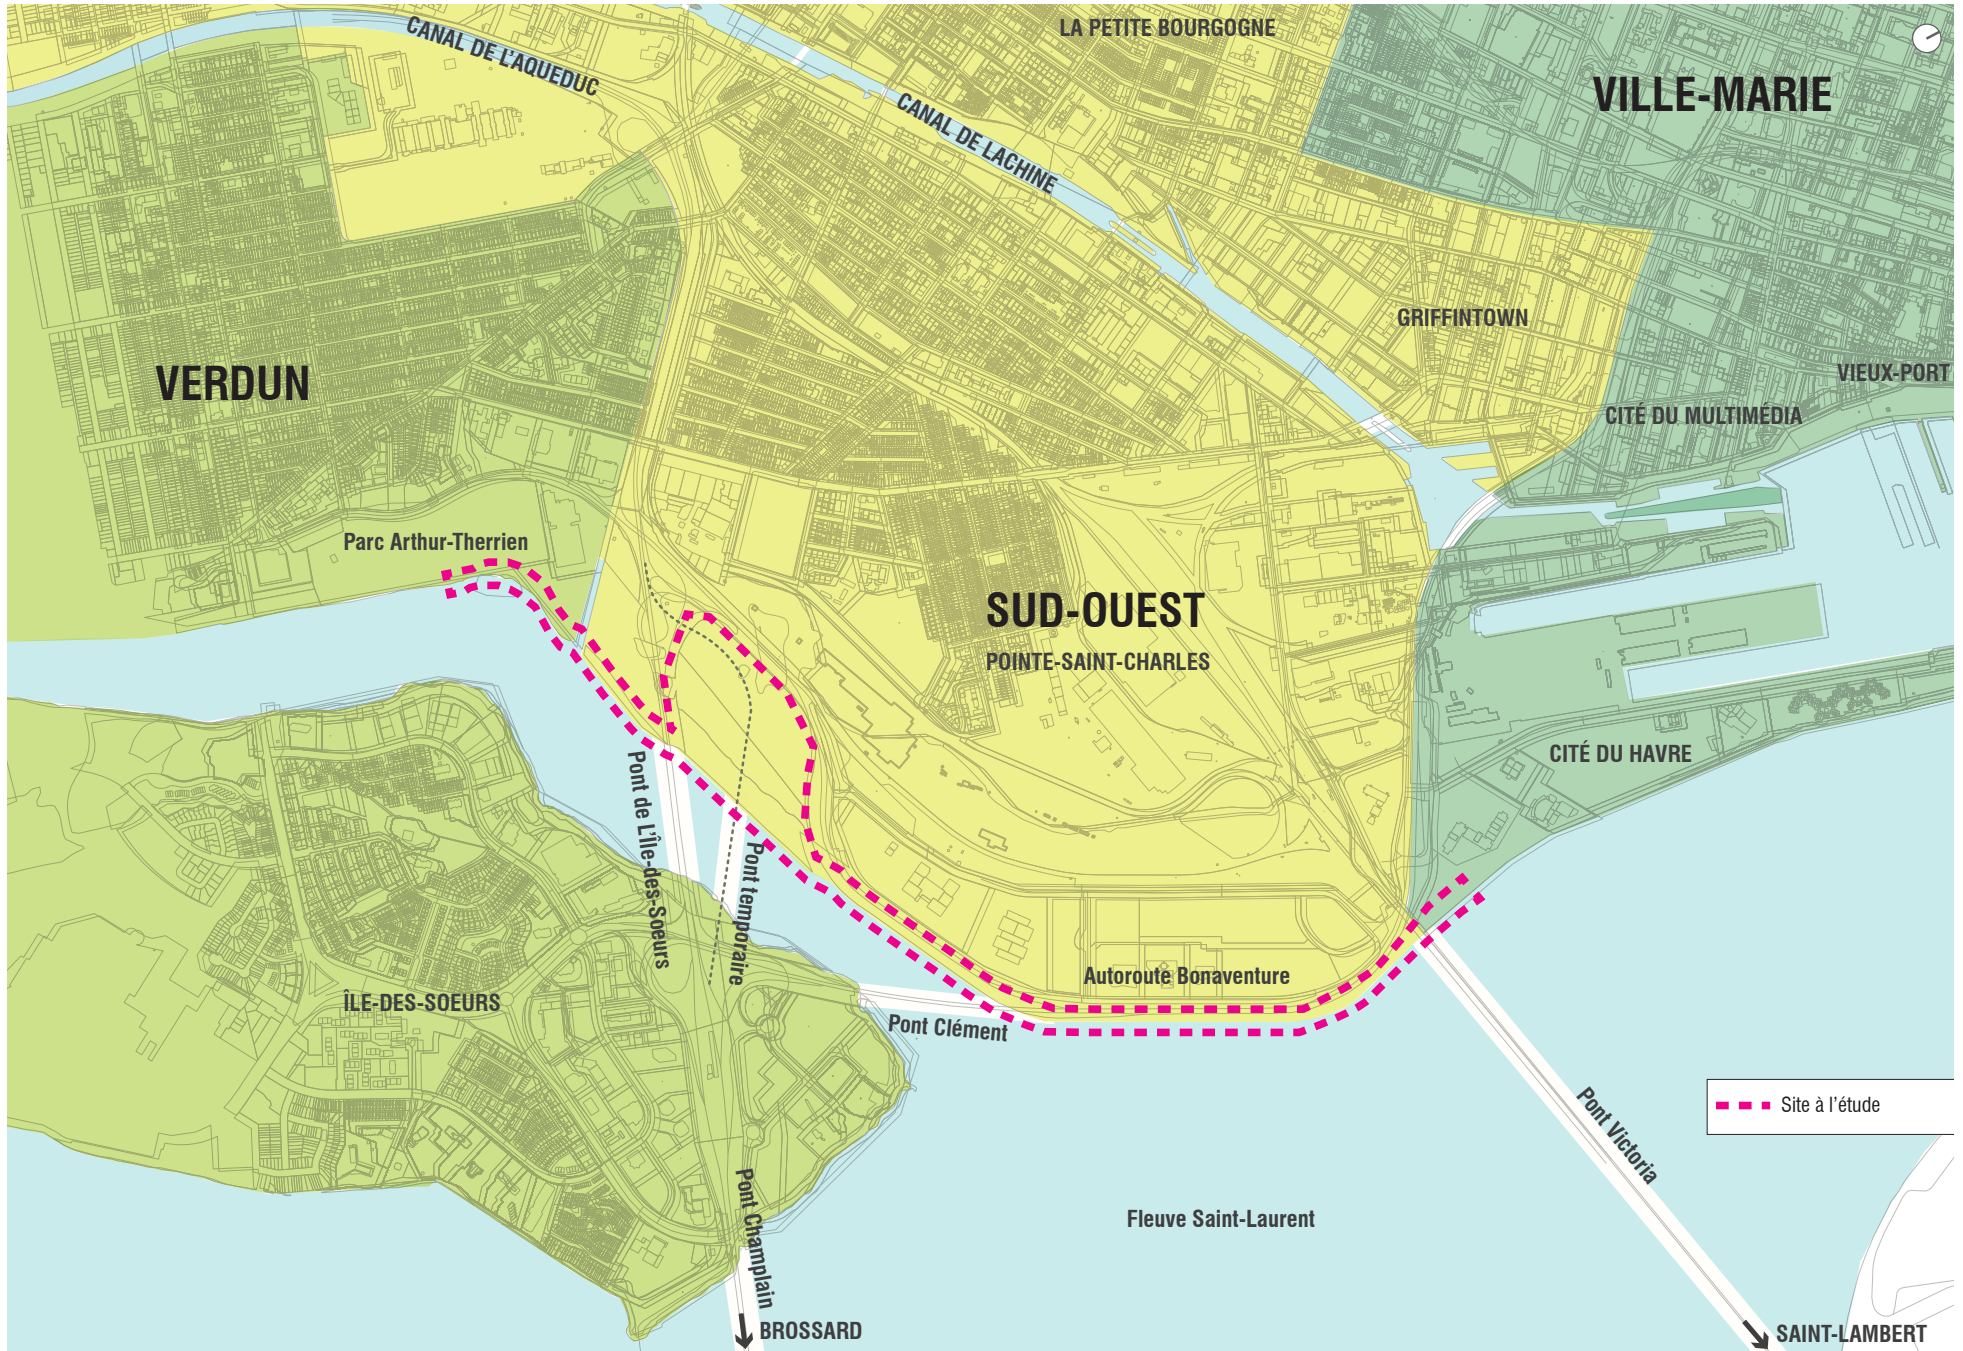 CANAL DE L'AQUEDUC
LA PETITE BOURGOGNE
VILLE-MARIE
CANAL DE LACHINE
GRIFFINTOWN
VIEUX-PORT
VERDUN
CITÉ DU MULTIMÉDIA
Parc Arthur-Therrien
SUD-OUEST
POINTE-SAINT-CHARLES
CITÉ DU HAVRE
Pont de L'Île-des-Soeurs
Pont temporaire
Autoroute Bonaventure
ÎLE-DES-SOEURS
Pont Clément
Site à l'étude
Pont Victoria
Pont Champlain
Fleuve Saint-Laurent
BROSSARD
SAINT-LAMBERT